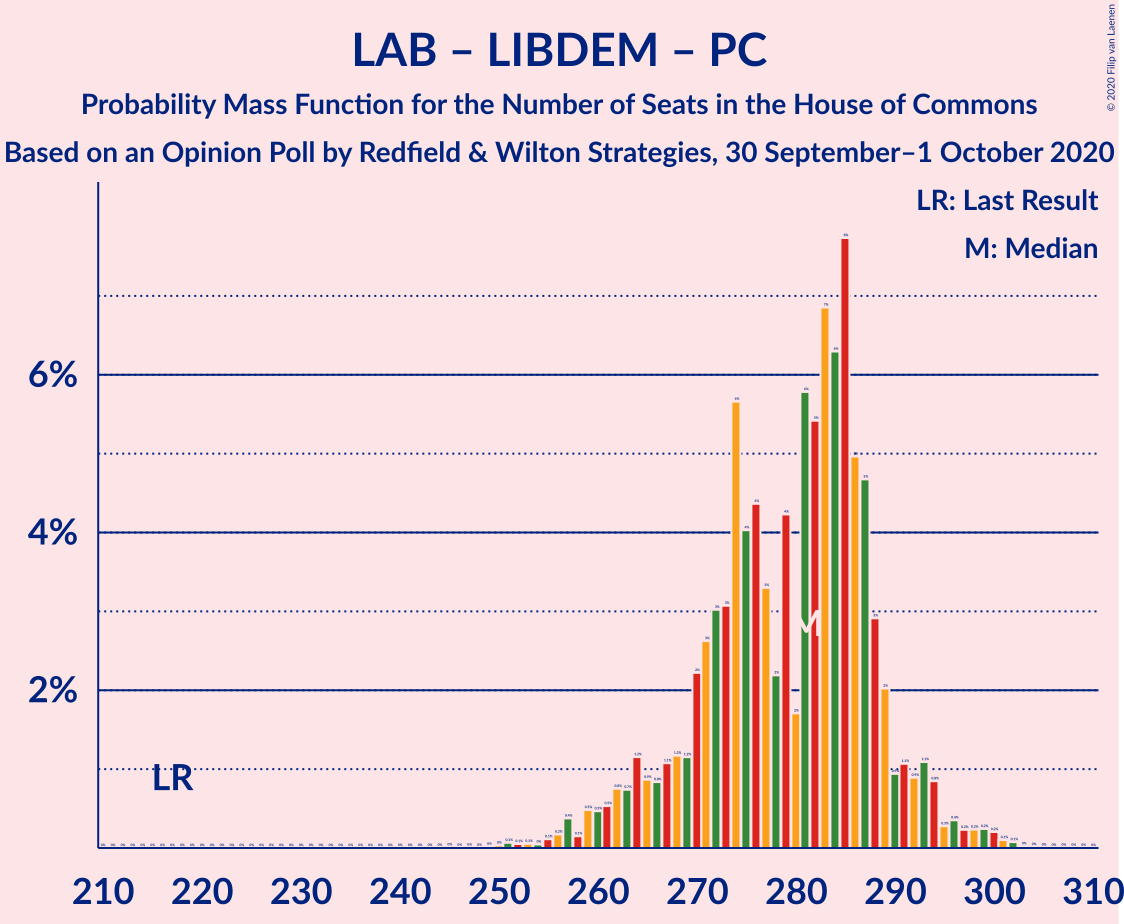 LAB – LIBDEM – PC
Probability Mass Function for the Number of Seats in the House of Commons
Based on an Opinion Poll by Redfield & Wilton Strategies, 30 September–1 October 2020
© 2020 Filip van Laenen
LR: Last Result
M: Median
6%
4%
2%
LR
M
210 220 230 240 250 260 270 280 290 300 310